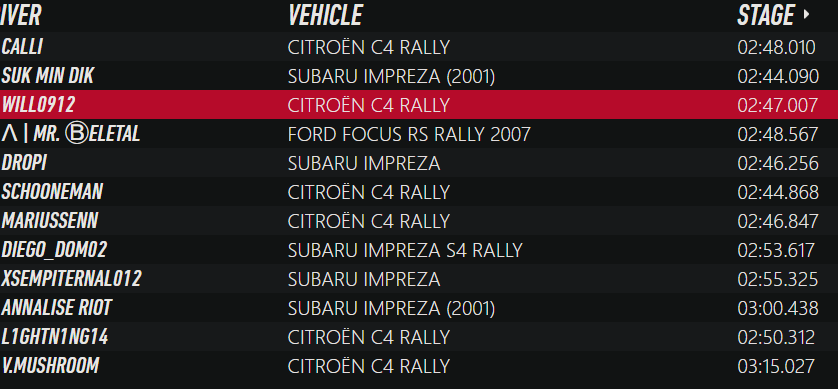 IVER VEHICLE STAGE
CALLI CITROËN C4 RALLY 02:48.010
SUK MIN DIK SUBARU IMPREZA (2001) 02:44.090
WILL0912 CITROËN C4 RALLY 02:47.007
Λ | MR. ⒷELETAL FORD FOCUS RS RALLY 2007 02:48.567
DROPI SUBARU IMPREZA 02:46.256
SCHOONEMAN CITROËN C4 RALLY 02:44.868
MARIUSSENN CITROËN C4 RALLY 02:46.847
DIEGO_DOM02 SUBARU IMPREZA S4 RALLY 02:53.617
XSEMPITERNAL012 SUBARU IMPREZA 02:55.325
ANNALISE RIOT SUBARU IMPREZA (2001) 03:00.438
L1GHTN1NG14 CITROËN C4 RALLY 02:50.312
V.MUSHROOM CITROËN C4 RALLY 03:15.027